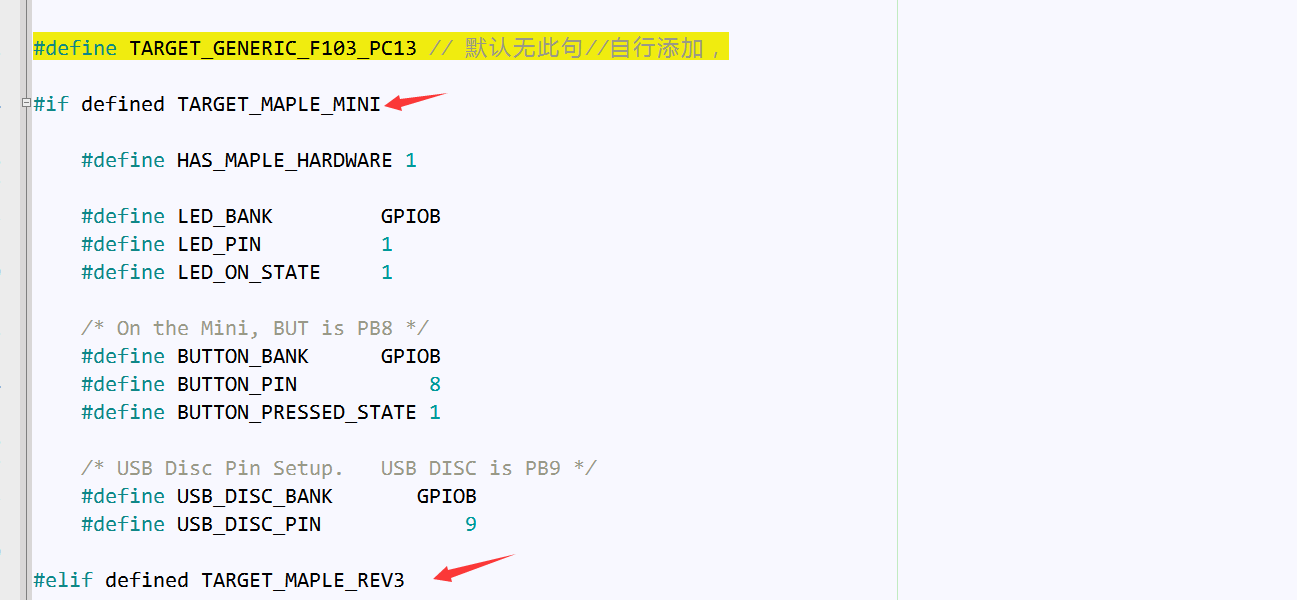 #define TARGET_GENERIC_F103_PC13 // 默认无此句//自行添加，
#if defined TARGET_MAPLE_MINI
#define HAS_MAPLE_HARDWARE 1
#define LED_BANK GPIOB
#define LED_PIN 1
#define LED_ON_STATE 1
/* On the Mini, BUT is PB8 */
#define BUTTON_BANK GPIOB
#define BUTTON_PIN 8
#define BUTTON_PRESSED_STATE 1
/* USB Disc Pin Setup. USB DISC is PB9 */
#define USB_DISC_BANK GPIOB
#define USB_DISC_PIN 9
#elif defined TARGET_MAPLE_REV3